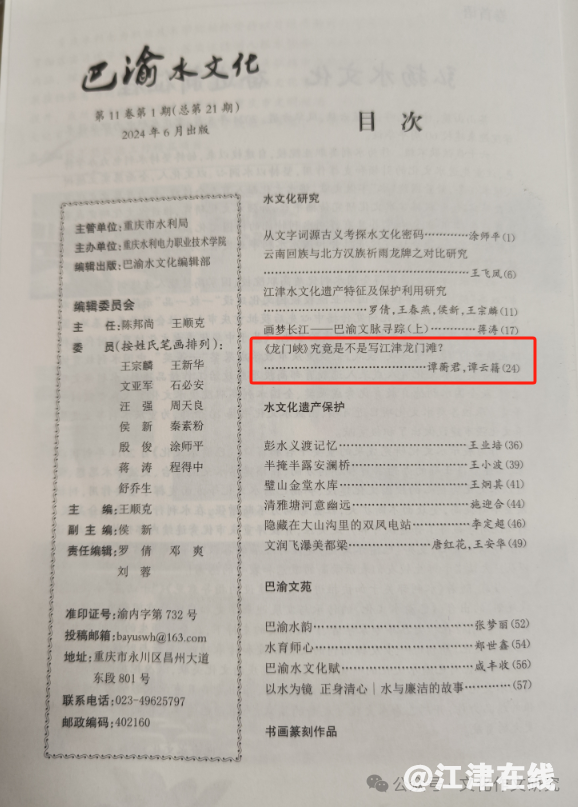 巴渝水文化
第11卷第1期(总第21期)
2024年6月出版
主管单位:重庆市水利局
主办单位:重庆水利电力职业技术学院
编辑出版:巴渝水文化编辑部
编辑委员会
主 任:陈邦尚 王顺克
委 员(按姓氏笔画排列):
王宗麟 王新华
文亚军 石必安
汪强 周天良
侯新 秦素粉
殷俊 涂师平
蒋涛 程得中
舒乔生
主 编:王顺克
副主编:侯新
责任编辑:罗倩 邓爽
刘蓉
准印证号:渝内字第732号
投稿邮箱:bayuswh@163.com
地址:重庆市永川区昌州大道
东段801号
联系电话:023-49625797
邮政编码:402160
目 次
水文化研究
从文字词源古义考探水文化密码…………涂师平(1)
云南回族与北方汉族祈雨龙牌之对比研究
……………………………………王飞凤(6)
江津水文化遗产特征及保护利用研究
………………罗倩,王春燕,侯新,王宗麟(11)
画梦长江——巴渝文脉寻踪(上)…………蒋涛(17)
《龙门峡》究竟是不是写江津龙门滩?
……………………………谭蘅君,谭云籍(24)
水文化遗产保护
彭水义渡记忆……………………………王业培(36)
半掩半露安澜桥…………………………王小波(39)
璧山金堂水库……………………………王炳其(41)
清雅塘河意幽远…………………………施迎合(44)
隐藏在大山沟里的双凤电站……………李定超(46)
文润飞瀑美都梁……………………唐红花,王安华(49)
巴渝文苑
巴渝水韵…………………………………张梦丽(52)
水育师心…………………………………郑世鑫(54)
巴渝水文化赋……………………………咸丰收(56)
以水为镜 正身清心|水与廉洁的故事…………(57)
书画篆刻作品
@江津在线